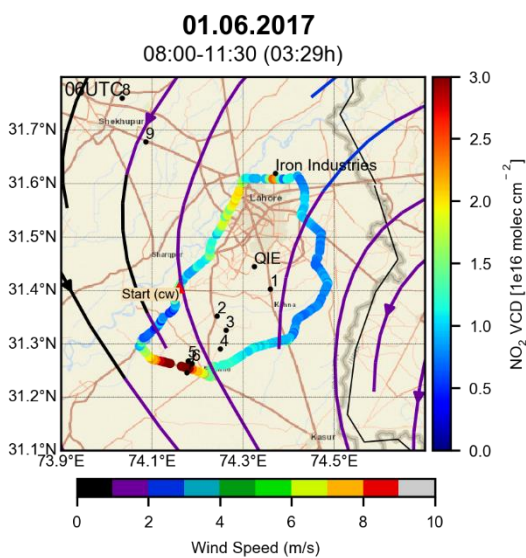 01.06.2017
08:00-11:30 (03:29h)
06UTC 8
Shekhupur
9
Iron Industries
Lahore
QIE
Sharqpur
1
Start (cw)
Kahna
2
3
4
5
6
Kasur
31.7°N
31.6°N
31.5°N
31.4°N
31.3°N
31.2°N
31.1°N
73.9°E
74.1°E
74.3°E
74.5°E
3.0
2.5
2.0
1.5
1.0
0.5
0.0
NO₂ VCD [1e16 molec cm⁻²]
0 2 4 6 8 10
Wind Speed (m/s)